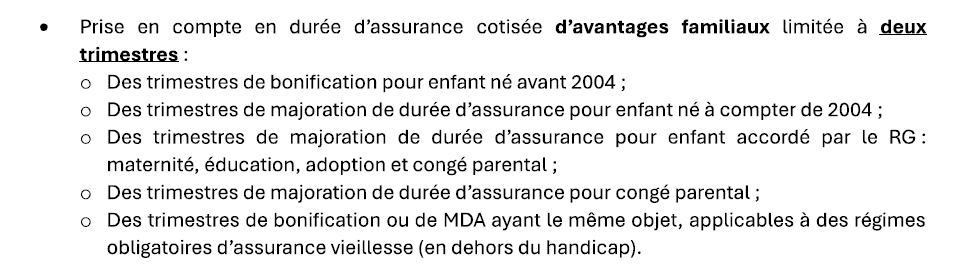 • Prise en compte en durée d’assurance cotisée d’avantages familiaux limitée à deux
trimestres :
o Des trimestres de bonification pour enfant né avant 2004 ;
o Des trimestres de majoration de durée d’assurance pour enfant né à compter de 2004 ;
o Des trimestres de majoration de durée d’assurance pour enfant accordé par le RG :
maternité, éducation, adoption et congé parental ;
o Des trimestres de majoration de durée d’assurance pour congé parental ;
o Des trimestres de bonification ou de MDA ayant le même objet, applicables à des régimes
obligatoires d’assurance vieillesse (en dehors du handicap).